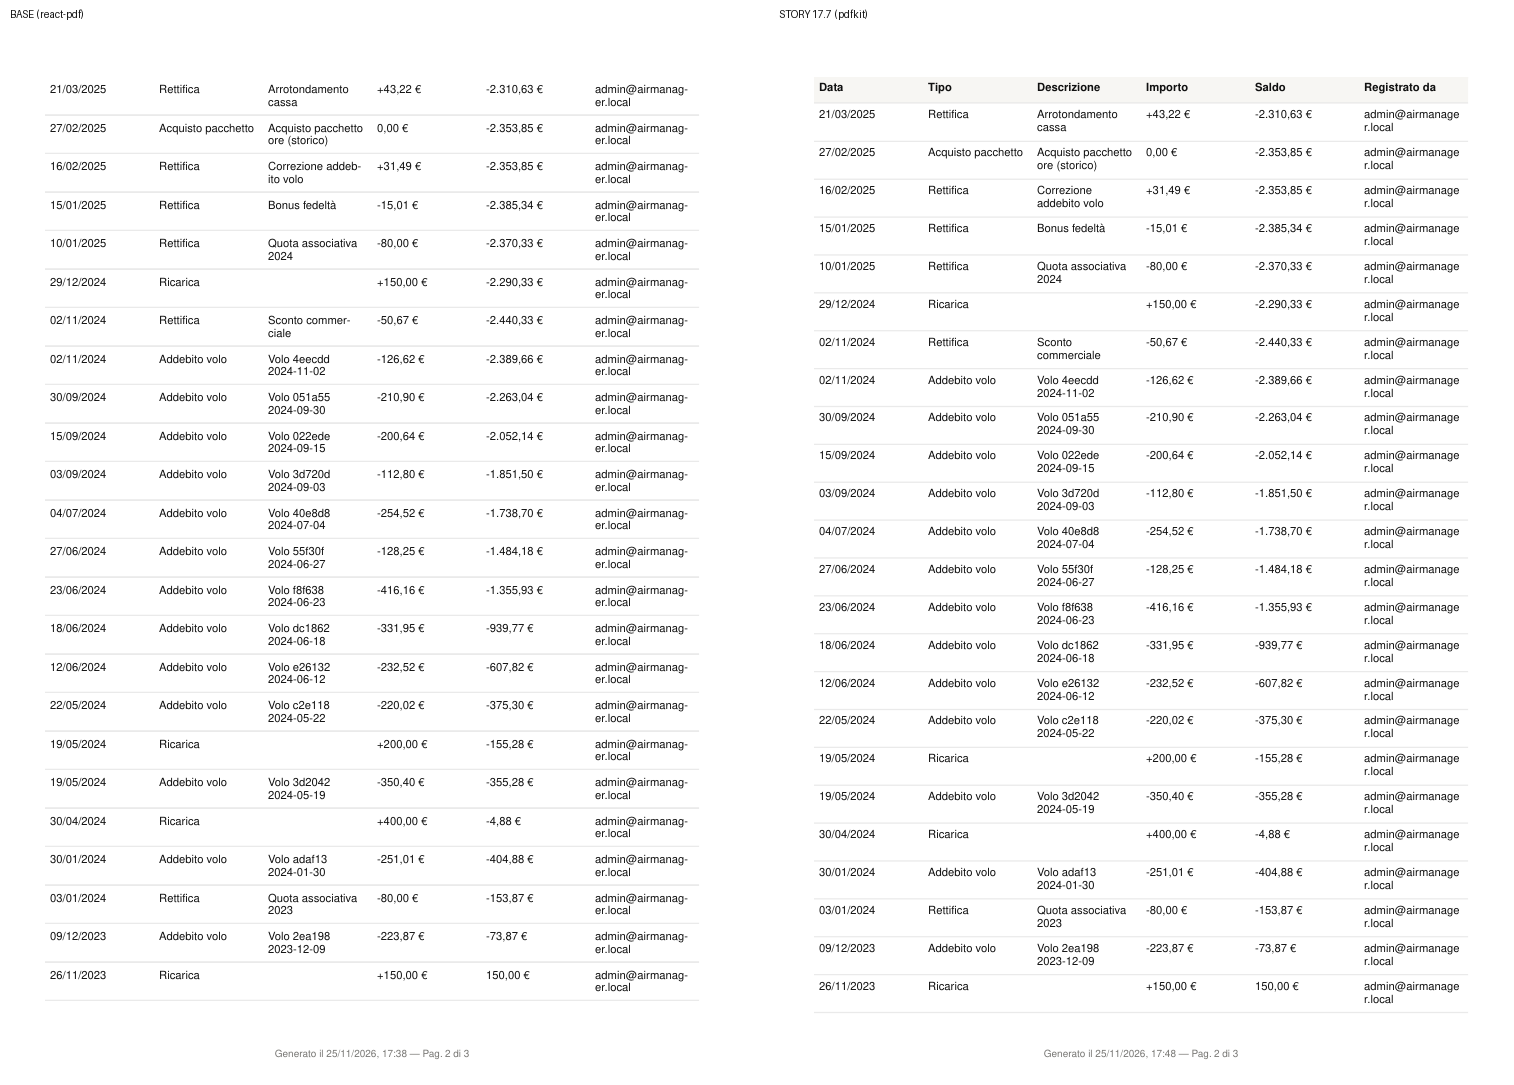 BASE (react-pdf)
21/03/2025 Rettifica Arrotondamento +43,22 € -2.310,63 € admin@airmanag-
cassa er.local
27/02/2025 Acquisto pacchetto Acquisto pacchetto 0,00 € -2.353,85 € admin@airmanag-
ore (storico) er.local
16/02/2025 Rettifica Correzione addeb- +31,49 € -2.353,85 € admin@airmanag-
ito volo er.local
15/01/2025 Rettifica Bonus fedeltà -15,01 € -2.385,34 € admin@airmanag-
er.local
10/01/2025 Rettifica Quota associativa -80,00 € -2.370,33 € admin@airmanag-
2024 er.local
29/12/2024 Ricarica +150,00 € -2.290,33 € admin@airmanag-
er.local
02/11/2024 Rettifica Sconto commer- -50,67 € -2.440,33 € admin@airmanag-
ciale er.local
02/11/2024 Addebito volo Volo 4eecdd -126,62 € -2.389,66 € admin@airmanag-
2024-11-02 er.local
30/09/2024 Addebito volo Volo 051a55 -210,90 € -2.263,04 € admin@airmanag-
2024-09-30 er.local
15/09/2024 Addebito volo Volo 022ede -200,64 € -2.052,14 € admin@airmanag-
2024-09-15 er.local
03/09/2024 Addebito volo Volo 3d720d -112,80 € -1.851,50 € admin@airmanag-
2024-09-03 er.local
04/07/2024 Addebito volo Volo 40e8d8 -254,52 € -1.738,70 € admin@airmanag-
2024-07-04 er.local
27/06/2024 Addebito volo Volo 55f30f -128,25 € -1.484,18 € admin@airmanag-
2024-06-27 er.local
23/06/2024 Addebito volo Volo f8f638 -416,16 € -1.355,93 € admin@airmanag-
2024-06-23 er.local
18/06/2024 Addebito volo Volo dc1862 -331,95 € -939,77 € admin@airmanag-
2024-06-18 er.local
12/06/2024 Addebito volo Volo e26132 -232,52 € -607,82 € admin@airmanag-
2024-06-12 er.local
22/05/2024 Addebito volo Volo c2e118 -220,02 € -375,30 € admin@airmanag-
2024-05-22 er.local
19/05/2024 Ricarica +200,00 € -155,28 € admin@airmanag-
er.local
19/05/2024 Addebito volo Volo 3d2042 -350,40 € -355,28 € admin@airmanag-
2024-05-19 er.local
30/04/2024 Ricarica +400,00 € -4,88 € admin@airmanag-
er.local
30/01/2024 Addebito volo Volo adaf13 -251,01 € -404,88 € admin@airmanag-
2024-01-30 er.local
03/01/2024 Rettifica Quota associativa -80,00 € -153,87 € admin@airmanag-
2023 er.local
09/12/2023 Addebito volo Volo 2ea198 -223,87 € -73,87 € admin@airmanag-
2023-12-09 er.local
26/11/2023 Ricarica +150,00 € 150,00 € admin@airmanag-
er.local
Generato il 25/11/2026, 17:38 — Pag. 2 di 3
STORY 17.7 (pdfkit)
Data Tipo Descrizione Importo Saldo Registrato da
21/03/2025 Rettifica Arrotondamento +43,22 € -2.310,63 € admin@airmanage
cassa r.local
27/02/2025 Acquisto pacchetto Acquisto pacchetto 0,00 € -2.353,85 € admin@airmanage
ore (storico) r.local
16/02/2025 Rettifica Correzione +31,49 € -2.353,85 € admin@airmanage
addebito volo r.local
15/01/2025 Rettifica Bonus fedeltà -15,01 € -2.385,34 € admin@airmanage
r.local
10/01/2025 Rettifica Quota associativa -80,00 € -2.370,33 € admin@airmanage
2024 r.local
29/12/2024 Ricarica +150,00 € -2.290,33 € admin@airmanage
r.local
02/11/2024 Rettifica Sconto -50,67 € -2.440,33 € admin@airmanage
commerciale r.local
02/11/2024 Addebito volo Volo 4eecdd -126,62 € -2.389,66 € admin@airmanage
2024-11-02 r.local
30/09/2024 Addebito volo Volo 051a55 -210,90 € -2.263,04 € admin@airmanage
2024-09-30 r.local
15/09/2024 Addebito volo Volo 022ede -200,64 € -2.052,14 € admin@airmanage
2024-09-15 r.local
03/09/2024 Addebito volo Volo 3d720d -112,80 € -1.851,50 € admin@airmanage
2024-09-03 r.local
04/07/2024 Addebito volo Volo 40e8d8 -254,52 € -1.738,70 € admin@airmanage
2024-07-04 r.local
27/06/2024 Addebito volo Volo 55f30f -128,25 € -1.484,18 € admin@airmanage
2024-06-27 r.local
23/06/2024 Addebito volo Volo f8f638 -416,16 € -1.355,93 € admin@airmanage
2024-06-23 r.local
18/06/2024 Addebito volo Volo dc1862 -331,95 € -939,77 € admin@airmanage
2024-06-18 r.local
12/06/2024 Addebito volo Volo e26132 -232,52 € -607,82 € admin@airmanage
2024-06-12 r.local
22/05/2024 Addebito volo Volo c2e118 -220,02 € -375,30 € admin@airmanage
2024-05-22 r.local
19/05/2024 Ricarica +200,00 € -155,28 € admin@airmanage
r.local
19/05/2024 Addebito volo Volo 3d2042 -350,40 € -355,28 € admin@airmanage
2024-05-19 r.local
30/04/2024 Ricarica +400,00 € -4,88 € admin@airmanage
r.local
30/01/2024 Addebito volo Volo adaf13 -251,01 € -404,88 € admin@airmanage
2024-01-30 r.local
03/01/2024 Rettifica Quota associativa -80,00 € -153,87 € admin@airmanage
2023 r.local
09/12/2023 Addebito volo Volo 2ea198 -223,87 € -73,87 € admin@airmanage
2023-12-09 r.local
26/11/2023 Ricarica +150,00 € 150,00 € admin@airmanage
r.local
Generato il 25/11/2026, 17:48 — Pag. 2 di 3